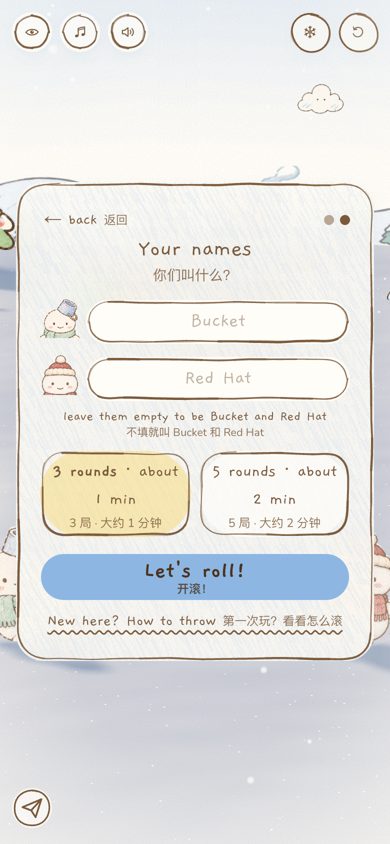 ← back 返回
Your names
你们叫什么?
Bucket
Red Hat
leave them empty to be Bucket and Red Hat
不填就叫 Bucket 和 Red Hat
3 rounds · about
1 min
3 局 · 大约 1 分钟
5 rounds · about
2 min
5 局 · 大约 2 分钟
Let's roll!
开滚!
New here? How to throw 第一次玩? 看看怎么滚